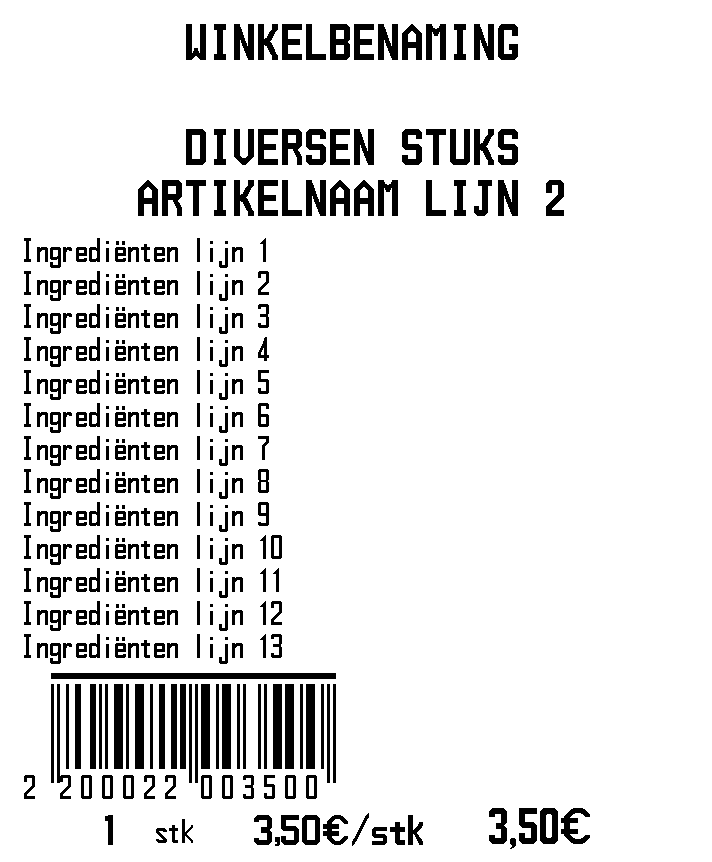 WINKELBENAMING
DIVERSEN STUKS
ARTIKELNAAM LIJN 2
Ingrediënten lijn 1
Ingrediënten lijn 2
Ingrediënten lijn 3
Ingrediënten lijn 4
Ingrediënten lijn 5
Ingrediënten lijn 6
Ingrediënten lijn 7
Ingrediënten lijn 8
Ingrediënten lijn 9
Ingrediënten lijn 10
Ingrediënten lijn 11
Ingrediënten lijn 12
Ingrediënten lijn 13
2 200022 003500
1 stk 3,50€/stk 3,50€